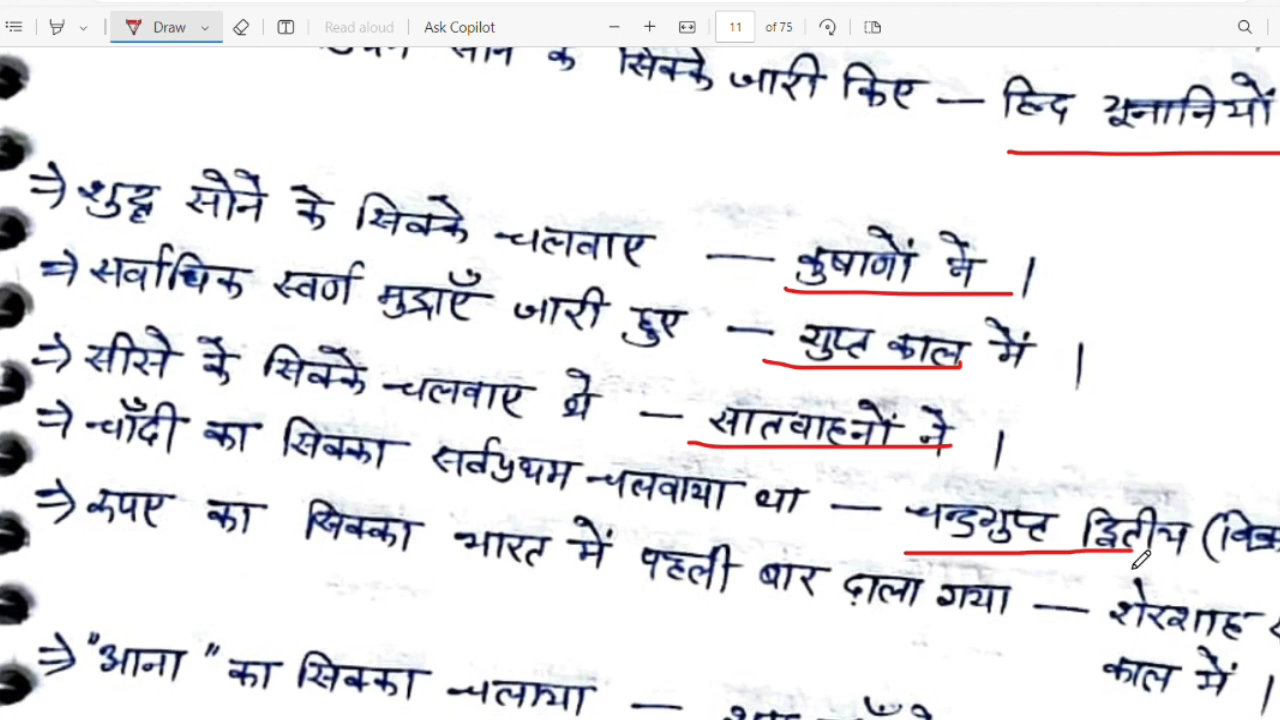 Draw Read aloud Ask Copilot 11 of 75
के सिक्के जारी किए — हिन्द यूनानियों
⇒ शुद्ध सोने के सिक्के चलवाए — कुषाणों ने |
⇒ सर्वाधिक स्वर्ण मुद्राएँ जारी हुए — गुप्त काल में |
⇒ सीसे के सिक्के चलवाए थे — सातवाहनों ने |
⇒ चाँदी का सिक्का सर्वप्रथम चलवाया था — चन्द्रगुप्त द्वितीय
⇒ रुपए का सिक्का भारत में पहली बार ढ़ाला गया — शेरशाह
काल में |
⇒ "आना" का सिक्का चलाया —